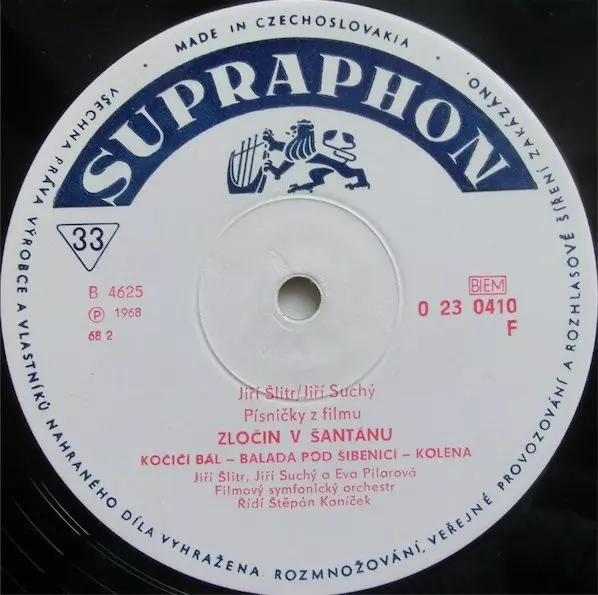 MADE IN CZECHOSLOVAKIA
SUPRAPHON
33
B 4625
Ⓟ 1968
68 2
BIEM
0 23 0410
F
Jiří Šlitr/Jiří Suchý
Písničky z filmu
ZLOČIN V ŠANTÁNU
KOČIČÍ BÁL – BALADA POD ŠIBENICÍ – KOLENA
Jiří Šlitr, Jiří Suchý a Eva Pilarová
Filmový symfonický orchestr
Řídí Štěpán Koníček
VŠECHNA PRÁVA VÝROBCE A VLASTNÍKŮ NAHRANÉHO DÍLA VYHRAŽENA. ROZMNOŽOVÁNÍ, VEŘEJNÉ PROVOZOVÁNÍ A ROZHLASOVÉ ŠÍŘENÍ ZAKÁZÁNO.